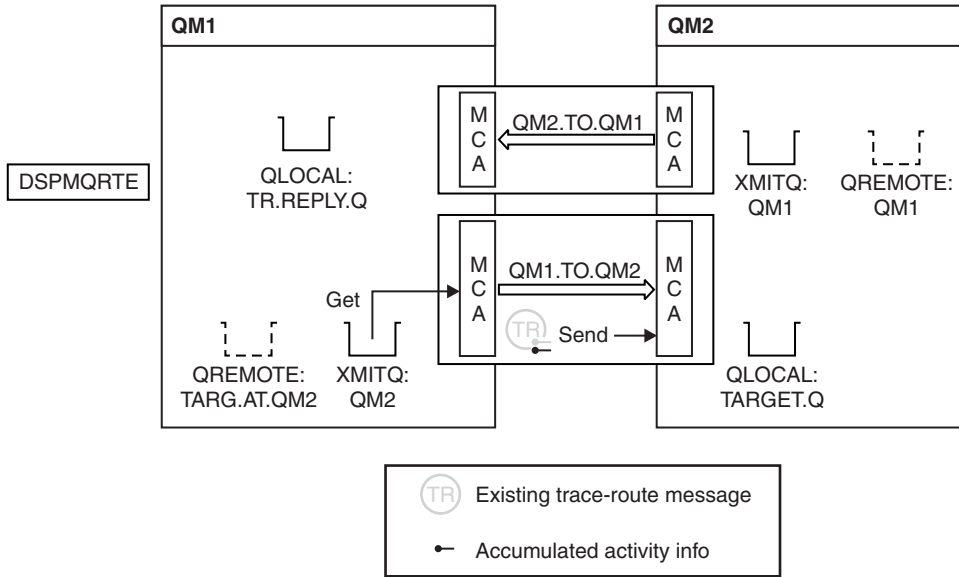 QM1
QM2
DSPMQRTE
QLOCAL:
TR.REPLY.Q
M
C
A
QM2.TO.QM1
M
C
A
XMITQ:
QM1
QREMOTE:
QM1
Get
M
C
A
QM1.TO.QM2
TR
Send
M
C
A
QREMOTE:
TARG.AT.QM2
XMITQ:
QM2
QLOCAL:
TARGET.Q
TR
Existing trace-route message
Accumulated activity info